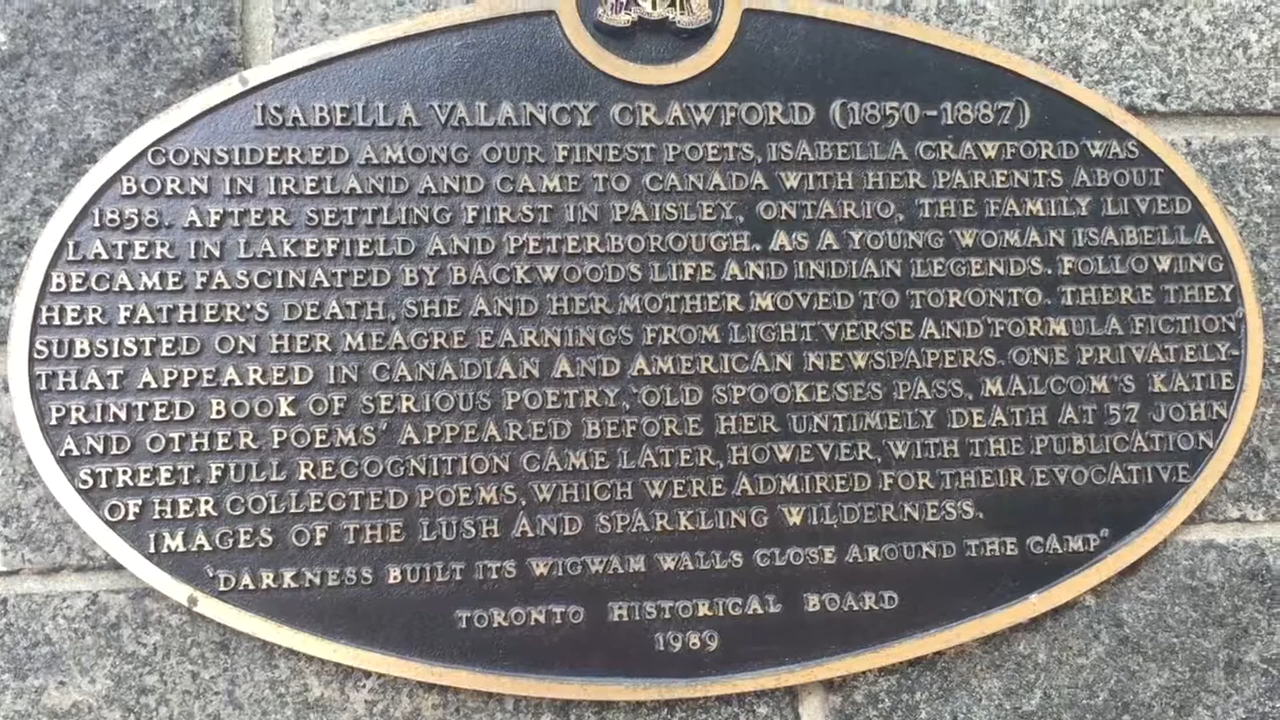 ISABELLA VALANCY CRAWFORD (1850-1887)
CONSIDERED AMONG OUR FINEST POETS, ISABELLA CRAWFORD WAS
BORN IN IRELAND AND CAME TO CANADA WITH HER PARENTS ABOUT
1858. AFTER SETTLING FIRST IN PAISLEY, ONTARIO, THE FAMILY LIVED
LATER IN LAKEFIELD AND PETERBOROUGH. AS A YOUNG WOMAN ISABELLA
BECAME FASCINATED BY BACKWOODS LIFE AND INDIAN LEGENDS. FOLLOWING
HER FATHER'S DEATH, SHE AND HER MOTHER MOVED TO TORONTO. THERE THEY
SUBSISTED ON HER MEAGRE EARNINGS FROM LIGHT VERSE AND 'FORMULA FICTION'
THAT APPEARED IN CANADIAN AND AMERICAN NEWSPAPERS. ONE PRIVATELY-
PRINTED BOOK OF SERIOUS POETRY, 'OLD SPOOKESES PASS, MALCOM'S KATIE
AND OTHER POEMS' APPEARED BEFORE HER UNTIMELY DEATH AT 57 JOHN
STREET. FULL RECOGNITION CAME LATER, HOWEVER, WITH THE PUBLICATION
OF HER COLLECTED POEMS, WHICH WERE ADMIRED FOR THEIR EVOCATIVE
IMAGES OF THE LUSH AND SPARKLING WILDERNESS.
"DARKNESS BUILT ITS WIGWAM WALLS CLOSE AROUND THE CAMP"
TORONTO HISTORICAL BOARD
1989